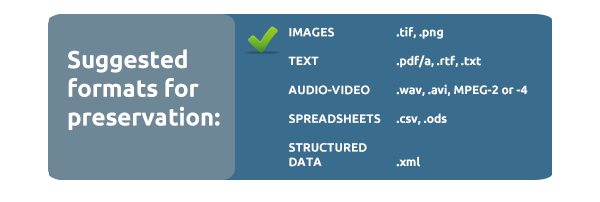 Suggested
formats for
preservation:
IMAGES .tif, .png
TEXT .pdf/a, .rtf, .txt
AUDIO-VIDEO .wav, .avi, MPEG-2 or -4
SPREADSHEETS .csv, .ods
STRUCTURED
DATA .xml